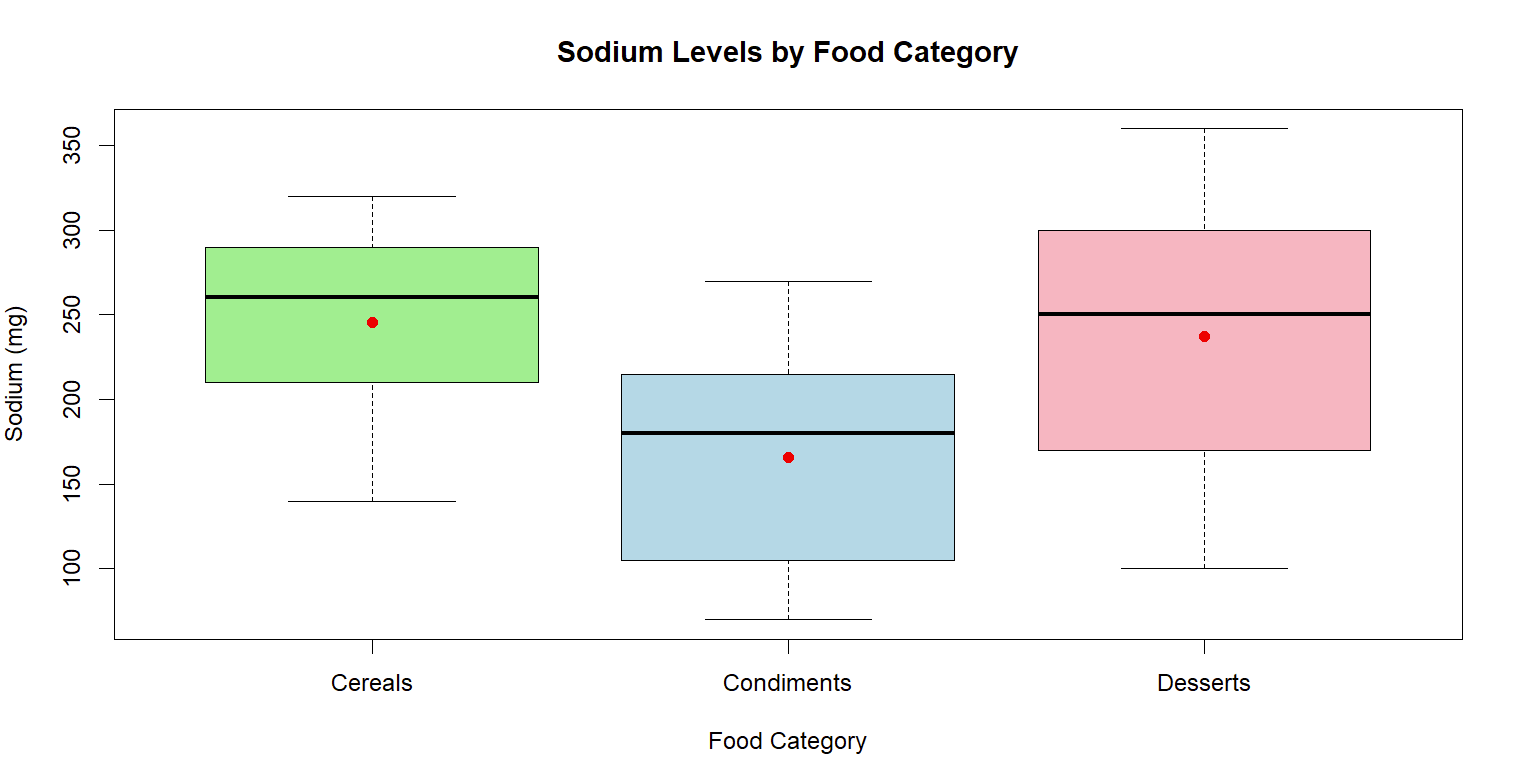 Sodium Levels by Food Category
Sodium (mg)
350
300
250
200
150
100
Cereals Condiments Desserts
Food Category